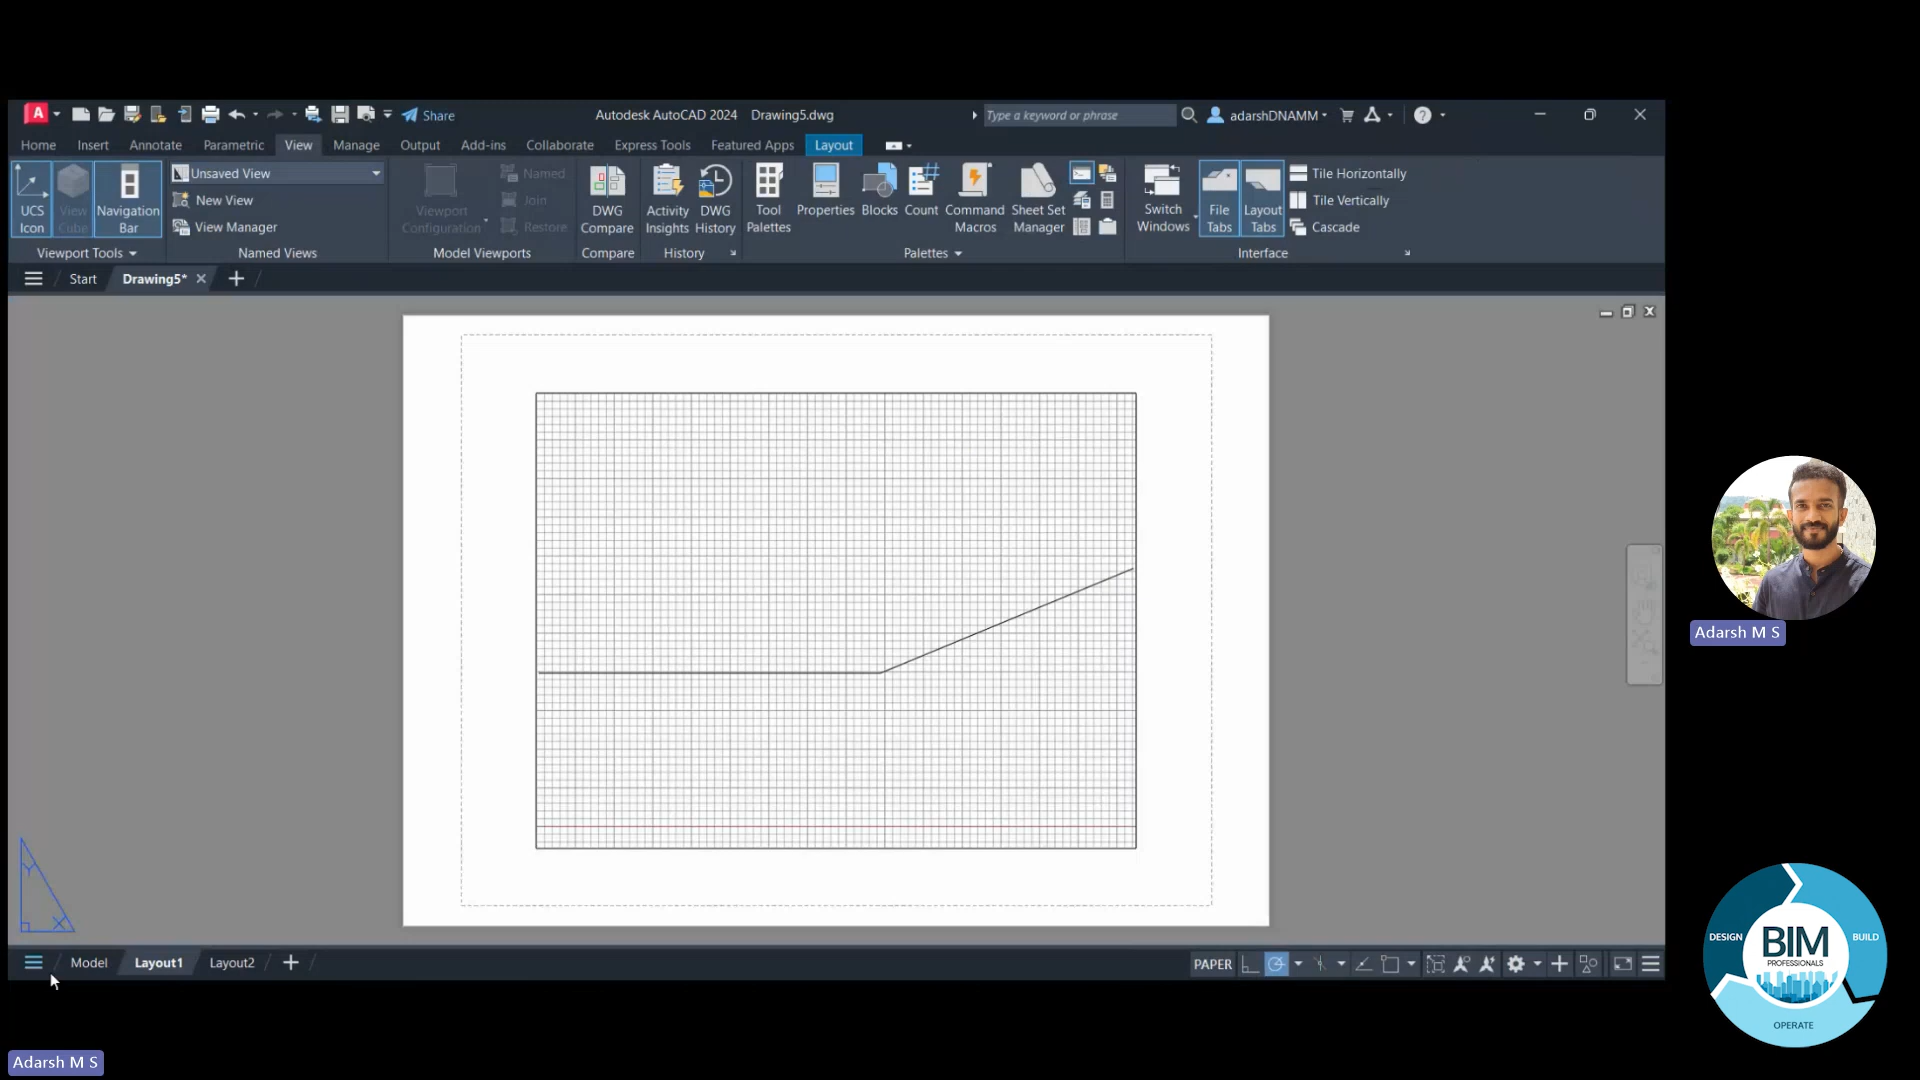 Share
Autodesk AutoCAD 2024 Drawing5.dwg
Type a keyword or phrase
adarshDNAMM
Home Insert Annotate Parametric View Manage Output Add-ins Collaborate Express Tools Featured Apps Layout
UCS Icon
View Cube
Navigation Bar
Unsaved View
New View
View Manager
Viewport Configuration
Named
Join
Restore
DWG Compare
Activity Insights
DWG History
Tool Palettes
Properties
Blocks
Count
Command Macros
Sheet Set Manager
Switch Windows
File Tabs
Layout Tabs
Tile Horizontally
Tile Vertically
Cascade
Viewport Tools Named Views Model Viewports Compare History Palettes Interface
Start Drawing5*
Y
X
Model Layout1 Layout2
PAPER
Adarsh M S
DESIGN
BIM
PROFESSIONALS
BUILD
OPERATE
Adarsh M S